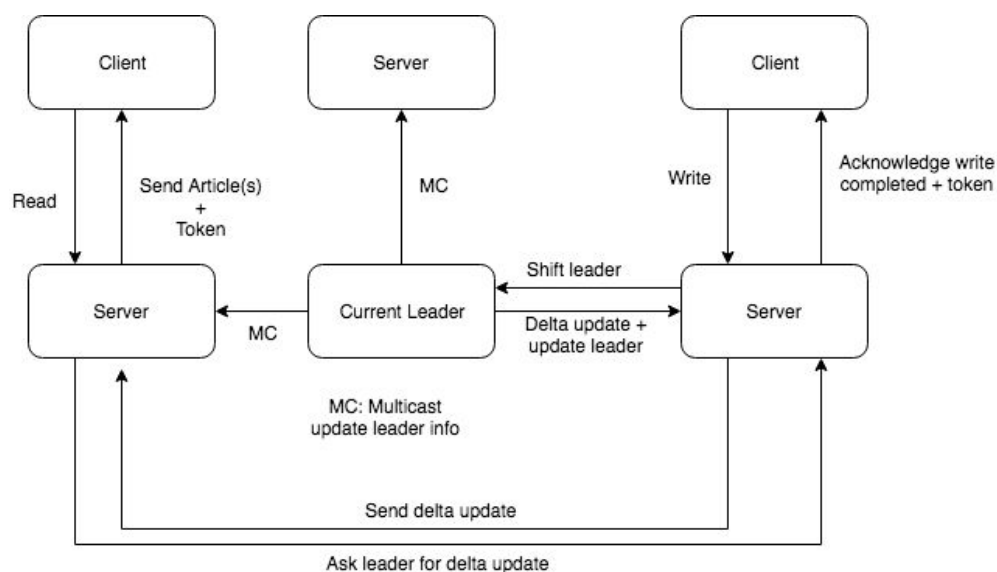 Client
Server
Client
Read
Send Article(s)
+
Token
MC
Write
Acknowledge write
completed + token
Server
MC
Current Leader
Shift leader
Delta update +
update leader
Server
MC: Multicast
update leader info
Send delta update
Ask leader for delta update